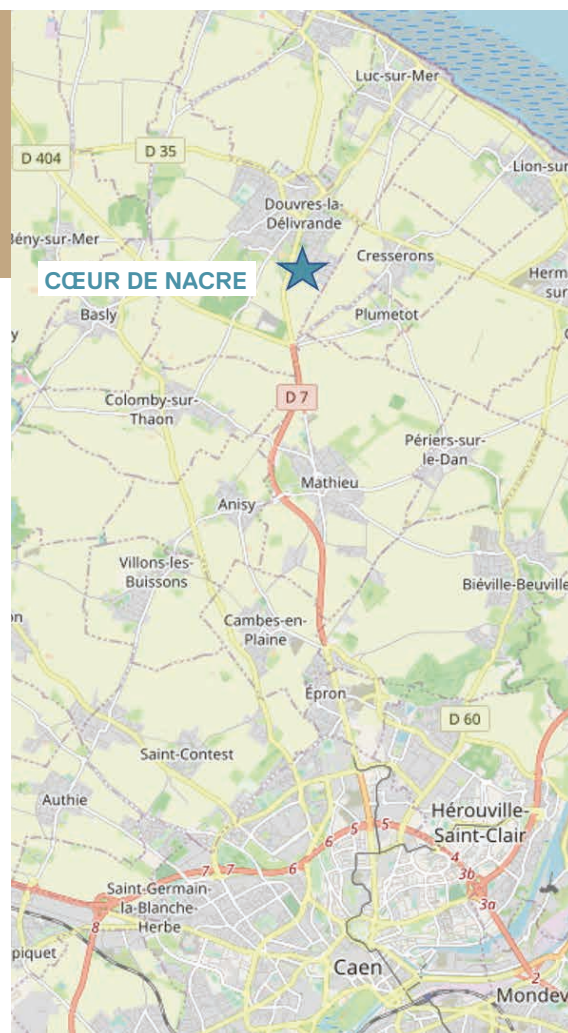 Luc-sur-Mer
D 404
D 35
Lion-sur
Douvres-la-
Délivrande
Bény-sur-Mer
Cresserons
Herm
sur
CŒUR DE NACRE
Basly
Plumetot
Colomby-sur-
Thaon
D 7
Périers-sur-
le-Dan
Mathieu
Anisy
Villons-les-
Buissons
Biéville-Beuville
on
Cambes-en-
Plaine
Épron
D 60
Saint-Contest
Authie
Hérouville-
Saint-Clair
5
5
6
6
7
7
4
3b
3a
Saint-Germain-
la-Blanche-
Herbe
8
piquet
Caen
2
Mondev